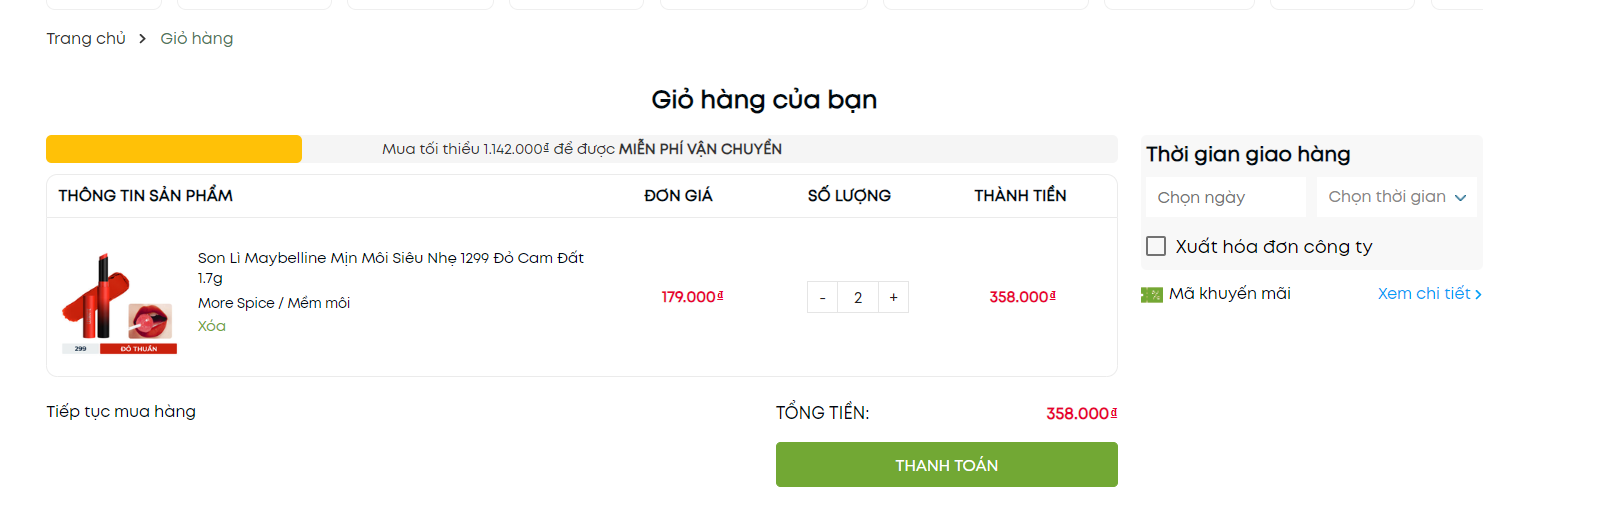 Trang chủ > Giỏ hàng
Giỏ hàng của bạn
Mua tối thiểu 1.142.000₫ để được MIỄN PHÍ VẬN CHUYỂN
THÔNG TIN SẢN PHẨM ĐƠN GIÁ SỐ LƯỢNG THÀNH TIỀN
Son Lì Maybelline Mịn Môi Siêu Nhẹ 1299 Đỏ Cam Đất
1.7g
More Spice / Mềm môi
Xóa
299 ĐỎ THUẦN
179.000₫
- 2 +
358.000₫
Tiếp tục mua hàng
TỔNG TIỀN: 358.000₫
THANH TOÁN
Thời gian giao hàng
Chọn ngày Chọn thời gian
Xuất hóa đơn công ty
Mã khuyến mãi Xem chi tiết